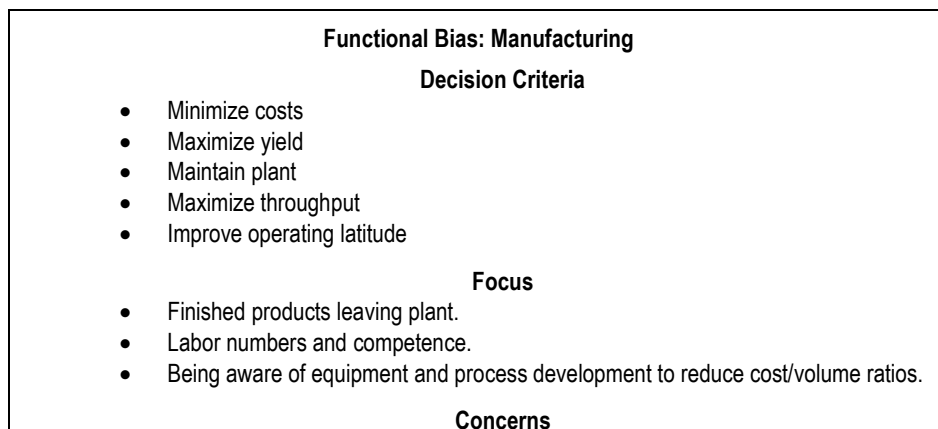 Functional Bias: Manufacturing
Decision Criteria
• Minimize costs
• Maximize yield
• Maintain plant
• Maximize throughput
• Improve operating latitude
Focus
• Finished products leaving plant.
• Labor numbers and competence.
• Being aware of equipment and process development to reduce cost/volume ratios.
Concerns